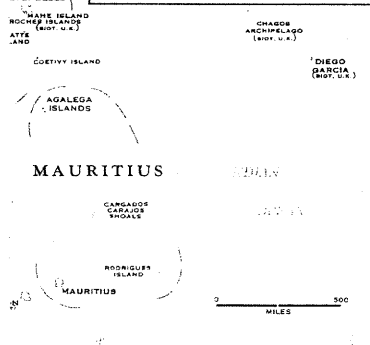 MAHE ISLAND
ROCHES ISLANDS
(BIOT. U.K.)
CHAGOS
ARCHIPELAGO
(BIOT. U.K.)
COETIVY ISLAND
DIEGO
GARCIA
(BIOT. U.K.)
AGALEGA
ISLANDS
MAURITIUS
CARGADOS
CARAJOS
SHOALS
RODRIGUES
ISLAND
MAURITIUS
0 500
MILES